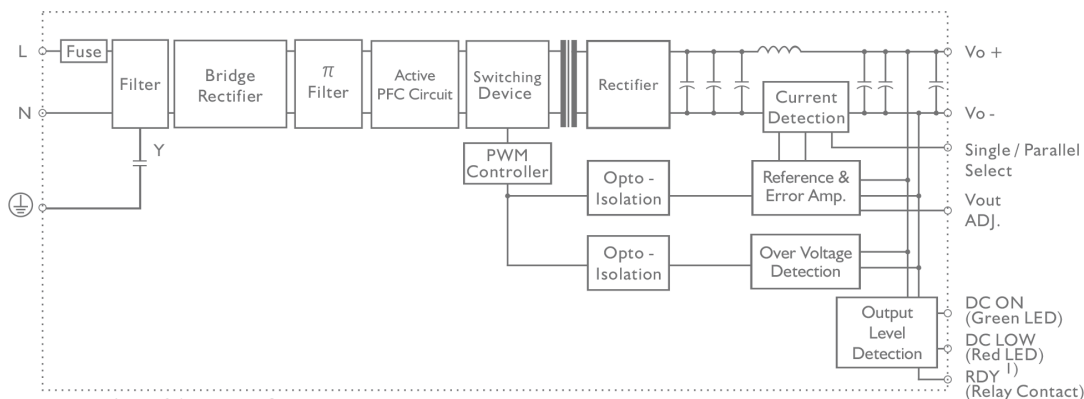 L
Fuse
N
Filter
Y
Bridge
Rectifier
π
Filter
Active
PFC Circuit
Switching
Device
PWM
Controller
Rectifier
Current
Detection
Opto -
Isolation
Reference &
Error Amp.
Opto -
Isolation
Over Voltage
Detection
Output
Level
Detection
Vo +
Vo -
Single / Parallel
Select
Vout
ADJ.
DC ON
(Green LED)
DC LOW
(Red LED)
RDY 1)
(Relay Contact)